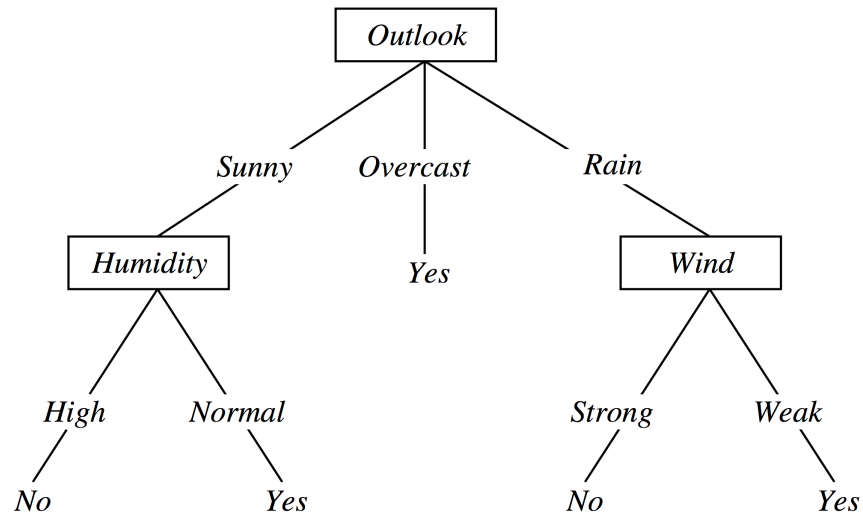 Outlook
Sunny Overcast Rain
Humidity Yes Wind
High Normal Strong Weak
No Yes No Yes